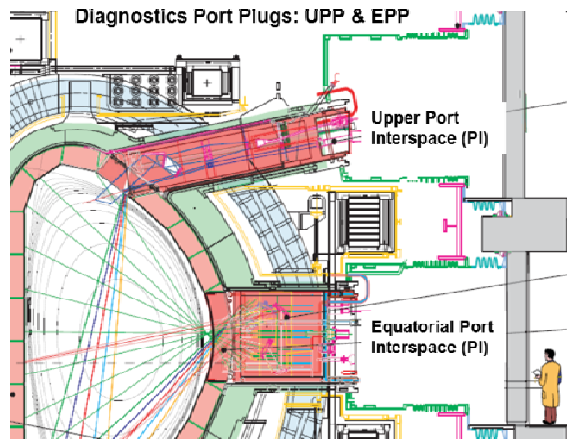 Diagnostics Port Plugs: UPP & EPP
Upper Port
Interspace (PI)
Equatorial Port
Interspace (PI)